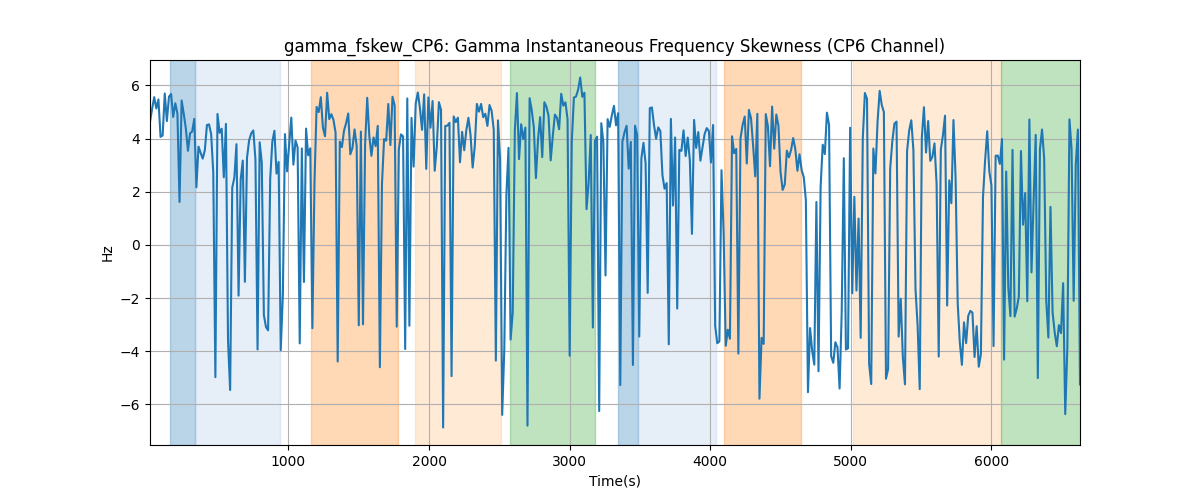 gamma_fskew_CP6: Gamma Instantaneous Frequency Skewness (CP6 Channel)
Hz
6
4
2
0
−2
−4
−6
1000 2000 3000 4000 5000 6000
Time(s)